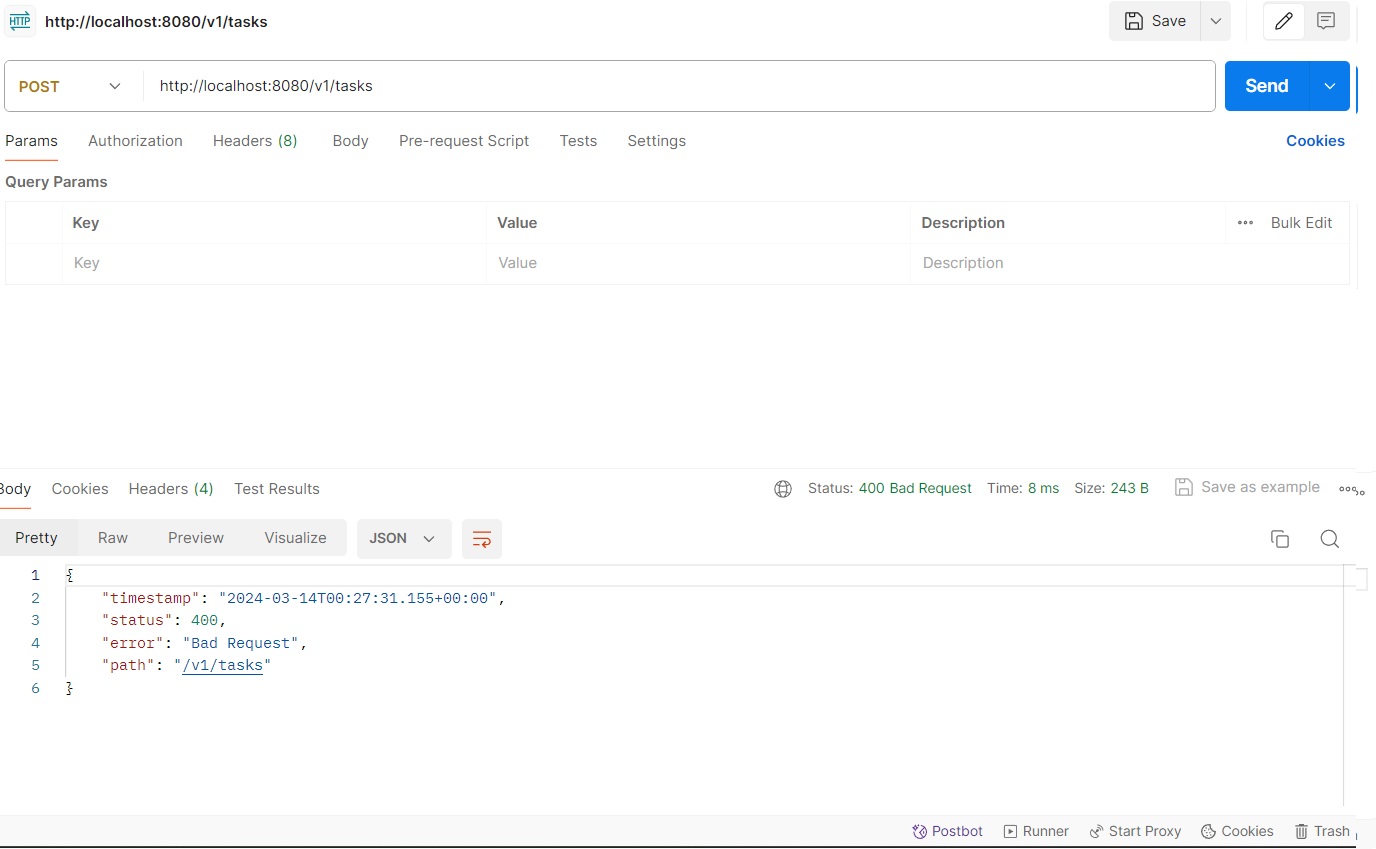 HTTP http://localhost:8080/v1/tasks Save
POST http://localhost:8080/v1/tasks Send
Params Authorization Headers (8) Body Pre-request Script Tests Settings Cookies
Query Params
Key Value Description ••• Bulk Edit
Key Value Description
Body Cookies Headers (4) Test Results Status: 400 Bad Request Time: 8 ms Size: 243 B Save as example
Pretty Raw Preview Visualize JSON
1 {
2 "timestamp": "2024-03-14T00:27:31.155+00:00",
3 "status": 400,
4 "error": "Bad Request",
5 "path": "/v1/tasks"
6 }
Postbot Runner Start Proxy Cookies Trash